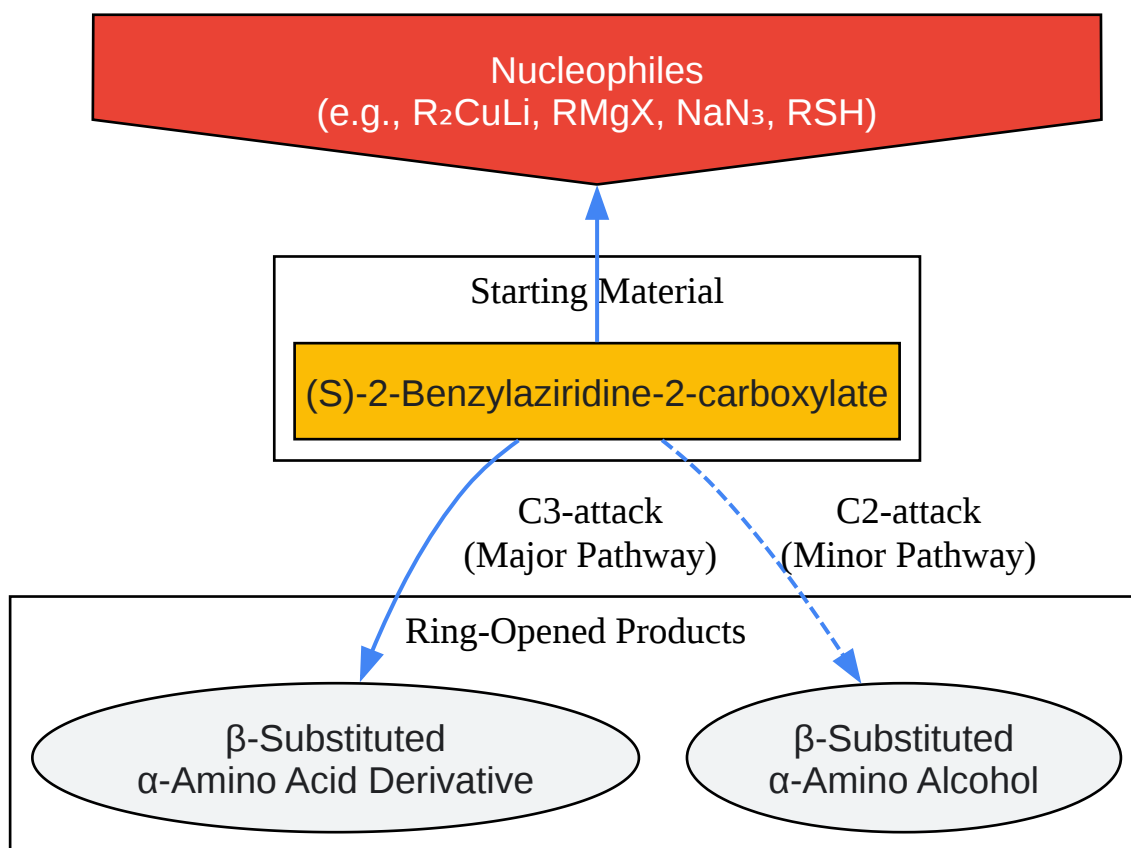 Nucleophiles
(e.g., R₂CuLi, RMgX, NaN₃, RSH)
Starting Material
(S)-2-Benzylaziridine-2-carboxylate
C3-attack
(Major Pathway)
C2-attack
(Minor Pathway)
Ring-Opened Products
β-Substituted
α-Amino Acid Derivative
β-Substituted
α-Amino Alcohol